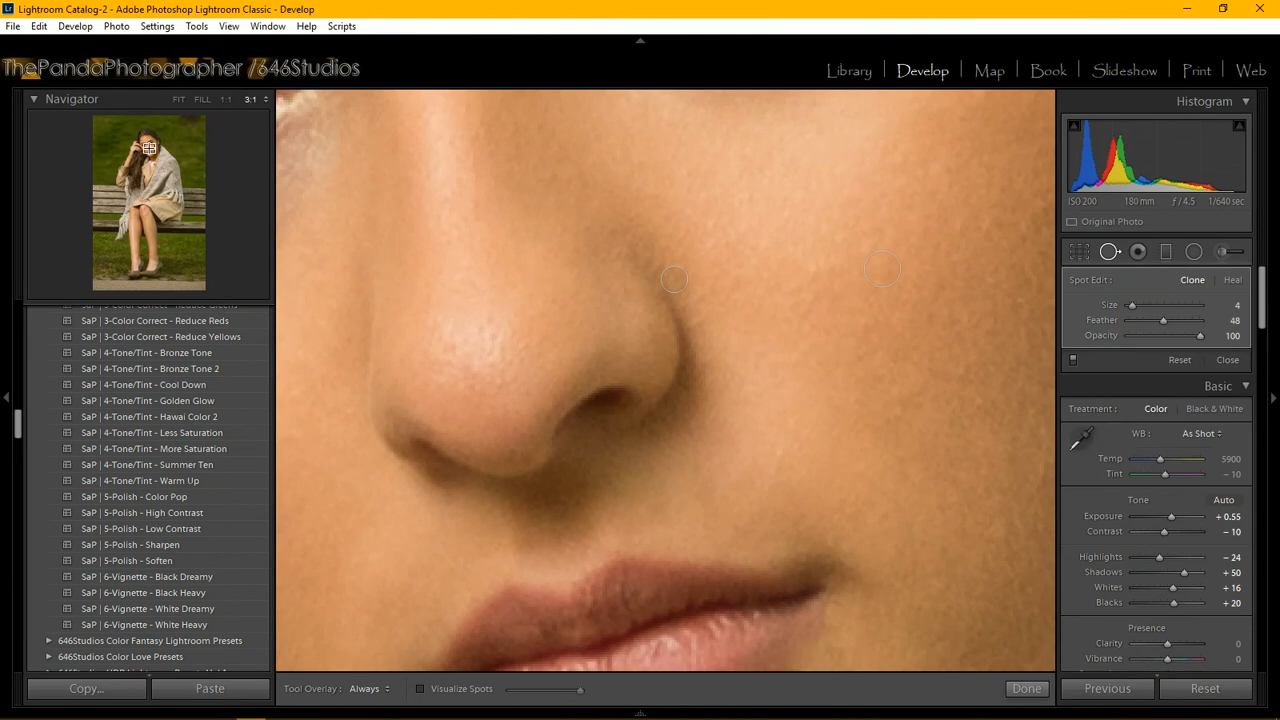 Lightroom Catalog-2 - Adobe Photoshop Lightroom Classic - Develop
File Edit Develop Photo Settings Tools View Window Help Scripts
ThePandaPhotographer /646Studios
Library Develop Map Book Slideshow Print Web
Navigator FIT FILL 1:1 3:1
Histogram
ISO 200 180 mm ƒ / 4.5 1/640 sec
Original Photo
Spot Edit : Clone Heal
Size 4
Feather 48
Opacity 100
Reset Close
Basic
Treatment : Color Black & White
WB : As Shot
Temp 5900
Tint – 10
Tone Auto
Exposure + 0.55
Contrast – 10
Highlights – 24
Shadows + 50
Whites + 16
Blacks + 20
Presence
Clarity 0
Vibrance 0
SaP | 3-Color Correct - Reduce Greens
SaP | 3-Color Correct - Reduce Reds
SaP | 3-Color Correct - Reduce Yellows
SaP | 4-Tone/Tint - Bronze Tone
SaP | 4-Tone/Tint - Bronze Tone 2
SaP | 4-Tone/Tint - Cool Down
SaP | 4-Tone/Tint - Golden Glow
SaP | 4-Tone/Tint - Hawai Color 2
SaP | 4-Tone/Tint - Less Saturation
SaP | 4-Tone/Tint - More Saturation
SaP | 4-Tone/Tint - Summer Ten
SaP | 4-Tone/Tint - Warm Up
SaP | 5-Polish - Color Pop
SaP | 5-Polish - High Contrast
SaP | 5-Polish - Low Contrast
SaP | 5-Polish - Sharpen
SaP | 5-Polish - Soften
SaP | 6-Vignette - Black Dreamy
SaP | 6-Vignette - Black Heavy
SaP | 6-Vignette - White Dreamy
SaP | 6-Vignette - White Heavy
646Studios Color Fantasy Lightroom Presets
646Studios Color Love Presets
Copy... Paste
Tool Overlay : Always Visualize Spots Done
Previous Reset